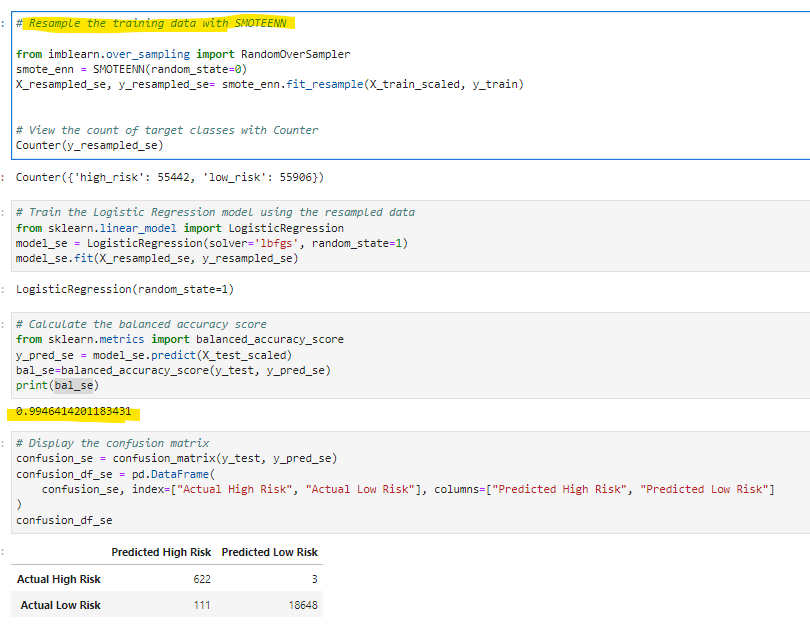 :
# Resample the training data with SMOTEENN
from imblearn.over_sampling import RandomOverSampler
smote_enn = SMOTEENN(random_state=0)
X_resampled_se, y_resampled_se= smote_enn.fit_resample(X_train_scaled, y_train)
# View the count of target classes with Counter
Counter(y_resampled_se)
: Counter({'high_risk': 55442, 'low_risk': 55906})
: # Train the Logistic Regression model using the resampled data
from sklearn.linear_model import LogisticRegression
model_se = LogisticRegression(solver='lbfgs', random_state=1)
model_se.fit(X_resampled_se, y_resampled_se)
: LogisticRegression(random_state=1)
: # Calculate the balanced accuracy score
from sklearn.metrics import balanced_accuracy_score
y_pred_se = model_se.predict(X_test_scaled)
bal_se=balanced_accuracy_score(y_test, y_pred_se)
print(bal_se)
0.9946414201183431
: # Display the confusion matrix
confusion_se = confusion_matrix(y_test, y_pred_se)
confusion_df_se = pd.DataFrame(
confusion_se, index=["Actual High Risk", "Actual Low Risk"], columns=["Predicted High Risk", "Predicted Low Risk"]
)
confusion_df_se
: Predicted High Risk Predicted Low Risk
Actual High Risk 622 3
Actual Low Risk 111 18648